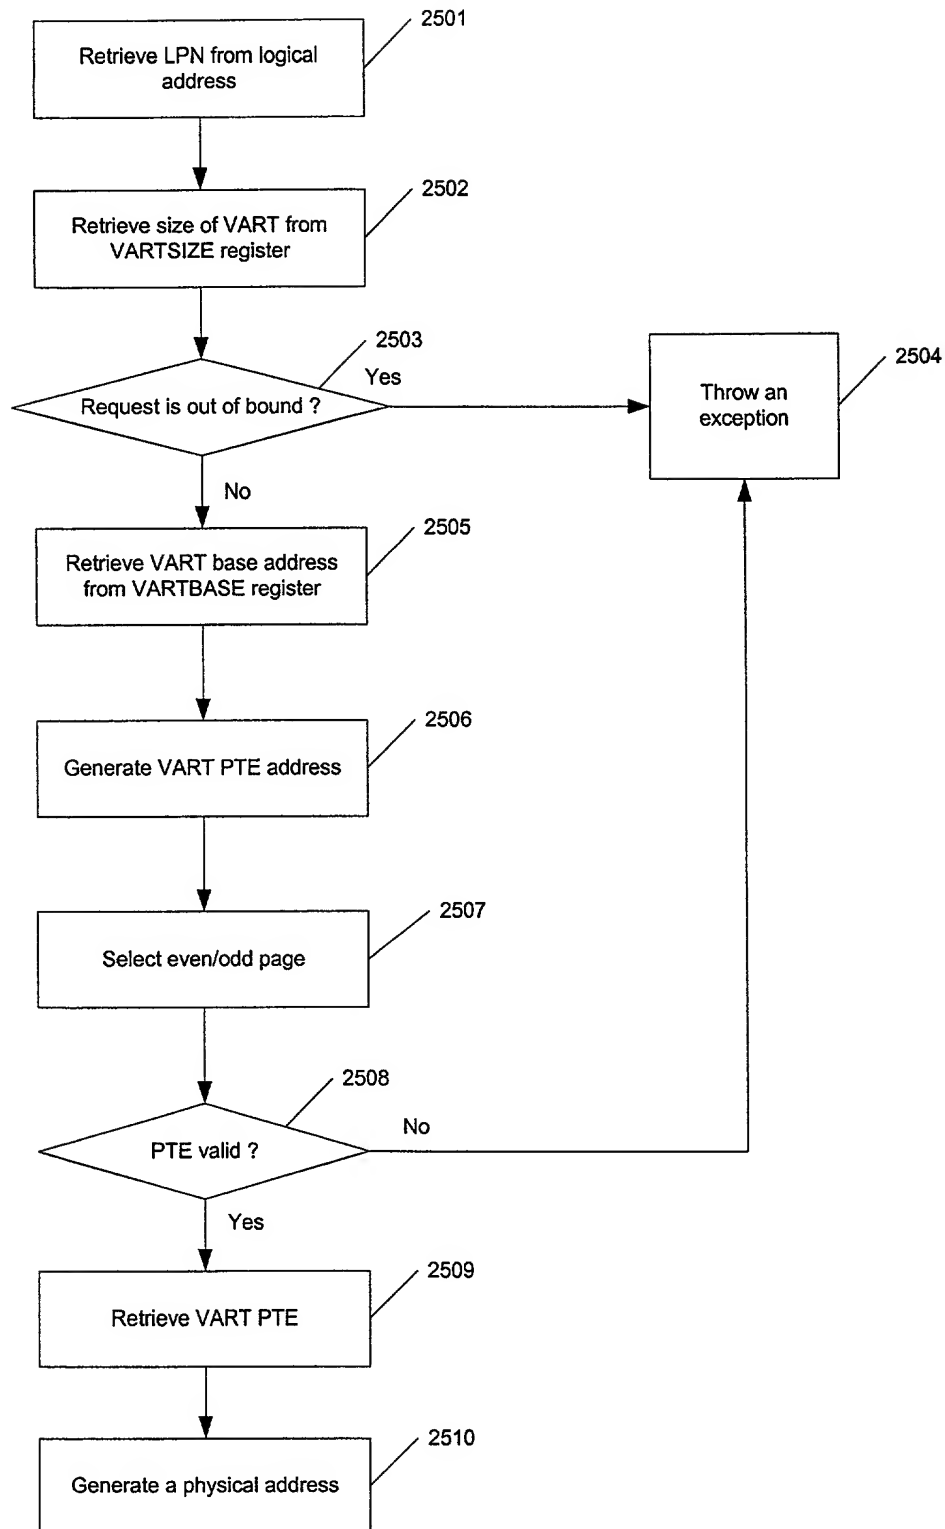 2501
Retrieve LPN from logical
address
2502
Retrieve size of VART from
VARTSIZE register
2503
Request is out of bound ?
Yes
2504
Throw an
exception
No
2505
Retrieve VART base address
from VARTBASE register
2506
Generate VART PTE address
2507
Select even/odd page
2508
PTE valid ?
No
Yes
2509
Retrieve VART PTE
2510
Generate a physical address